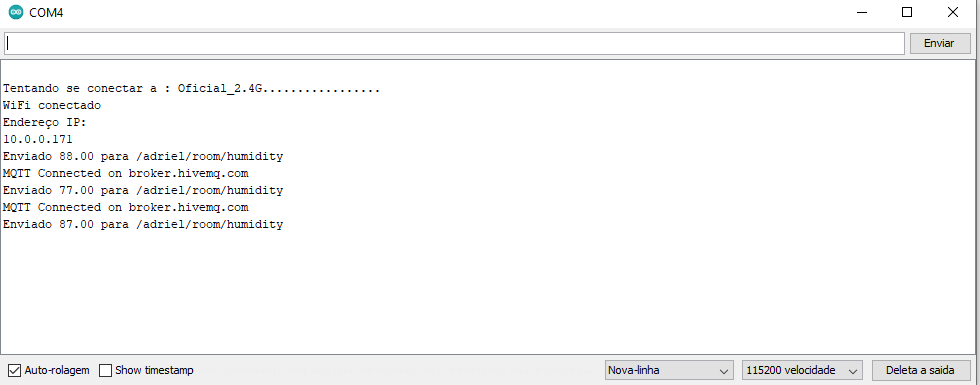 COM4
Enviar
Tentando se conectar a : Oficial_2.4G.................
WiFi conectado
Endereço IP:
10.0.0.171
Enviado 88.00 para /adriel/room/humidity
MQTT Connected on broker.hivemq.com
Enviado 77.00 para /adriel/room/humidity
MQTT Connected on broker.hivemq.com
Enviado 87.00 para /adriel/room/humidity
Auto-rolagem Show timestamp Nova-linha 115200 velocidade Deleta a saida